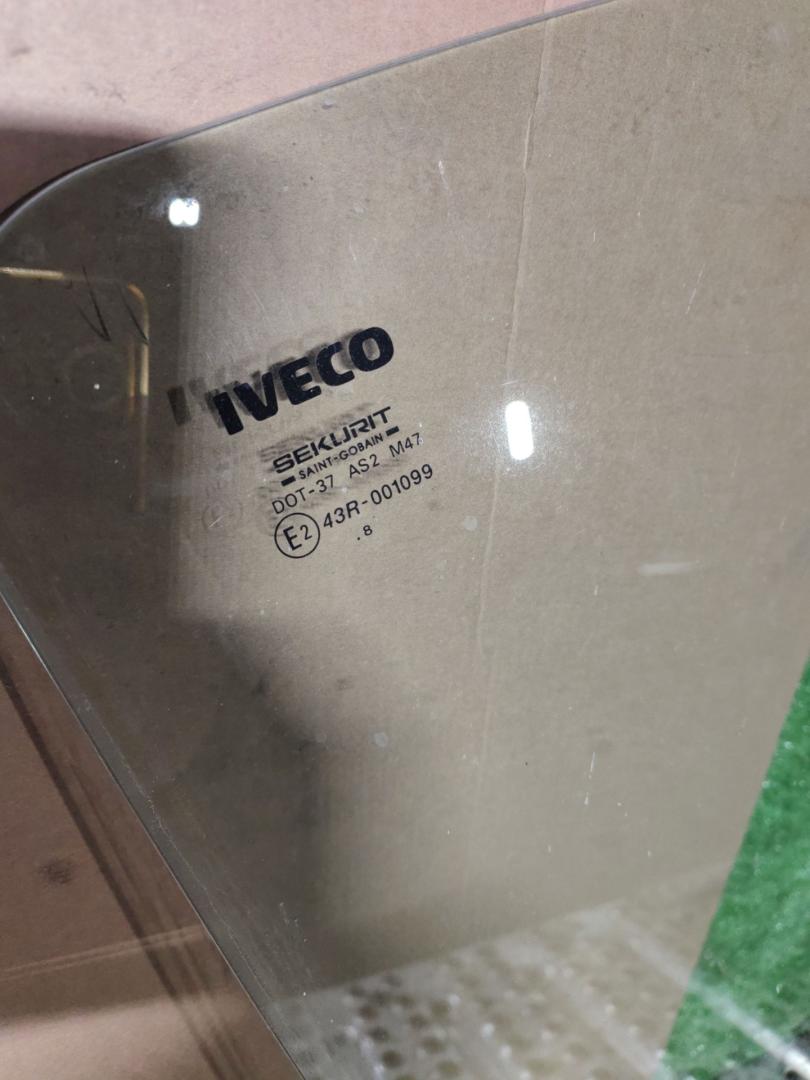 IVECO
SEKURIT
SAINT-GOBAIN
DOT-37 AS2 M47
E2 43R-001099
.8